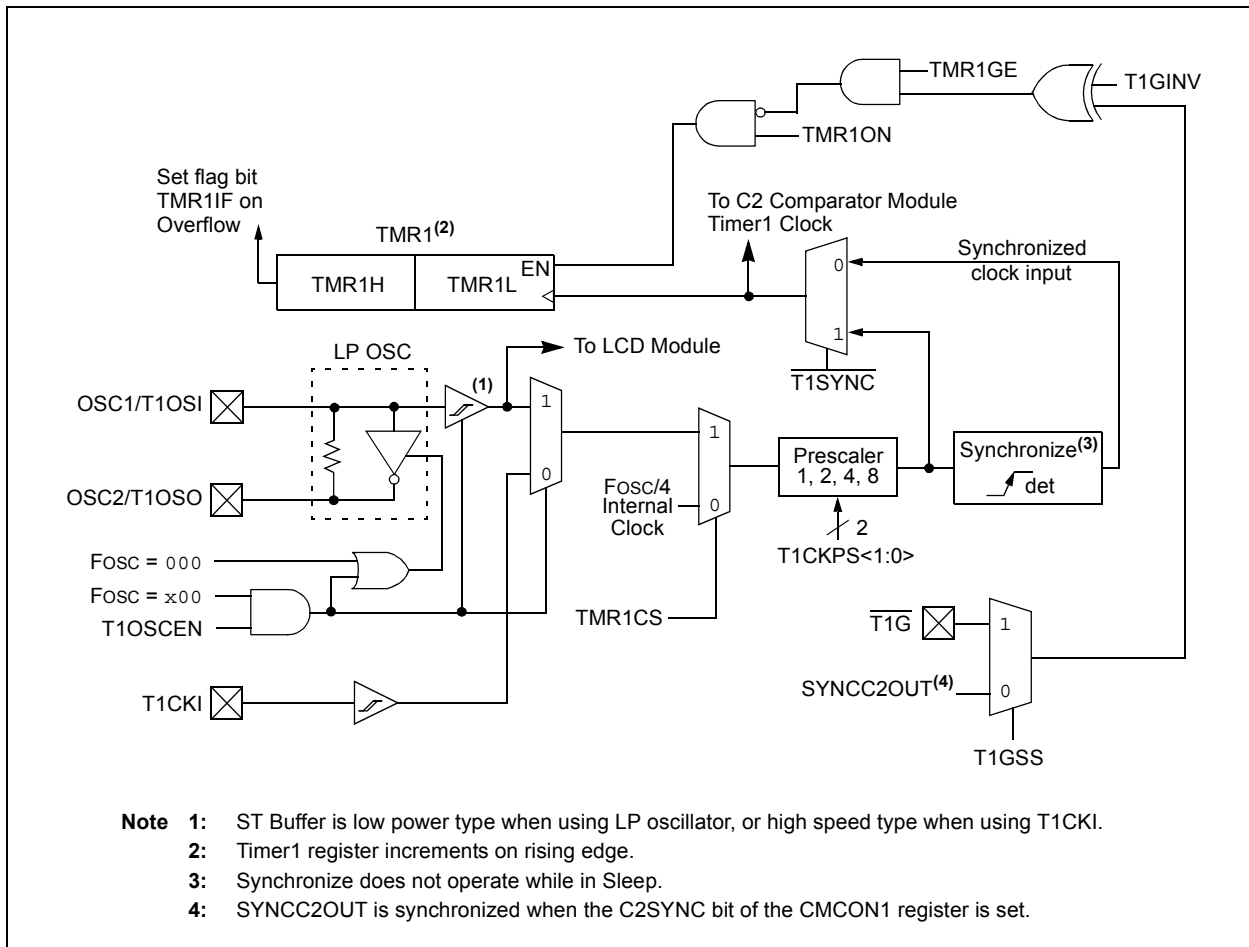 TMR1GE
T1GINV
TMR1ON
Set flag bit
TMR1IF on
Overflow
To C2 Comparator Module
Timer1 Clock
TMR1(2)
EN
TMR1H
TMR1L
0
1
Synchronized
clock input
T1SYNC
LP OSC
(1)
To LCD Module
OSC1/T1OSI
OSC2/T1OSO
1
0
1
0
FOSC/4
Internal
Clock
Prescaler
1, 2, 4, 8
2
T1CKPS<1:0>
Synchronize(3)
det
FOSC = 000
FOSC = x00
T1OSCEN
TMR1CS
T1G
1
SYNCC2OUT(4)
0
T1CKI
T1GSS
Note 1: ST Buffer is low power type when using LP oscillator, or high speed type when using T1CKI.
2: Timer1 register increments on rising edge.
3: Synchronize does not operate while in Sleep.
4: SYNCC2OUT is synchronized when the C2SYNC bit of the CMCON1 register is set.